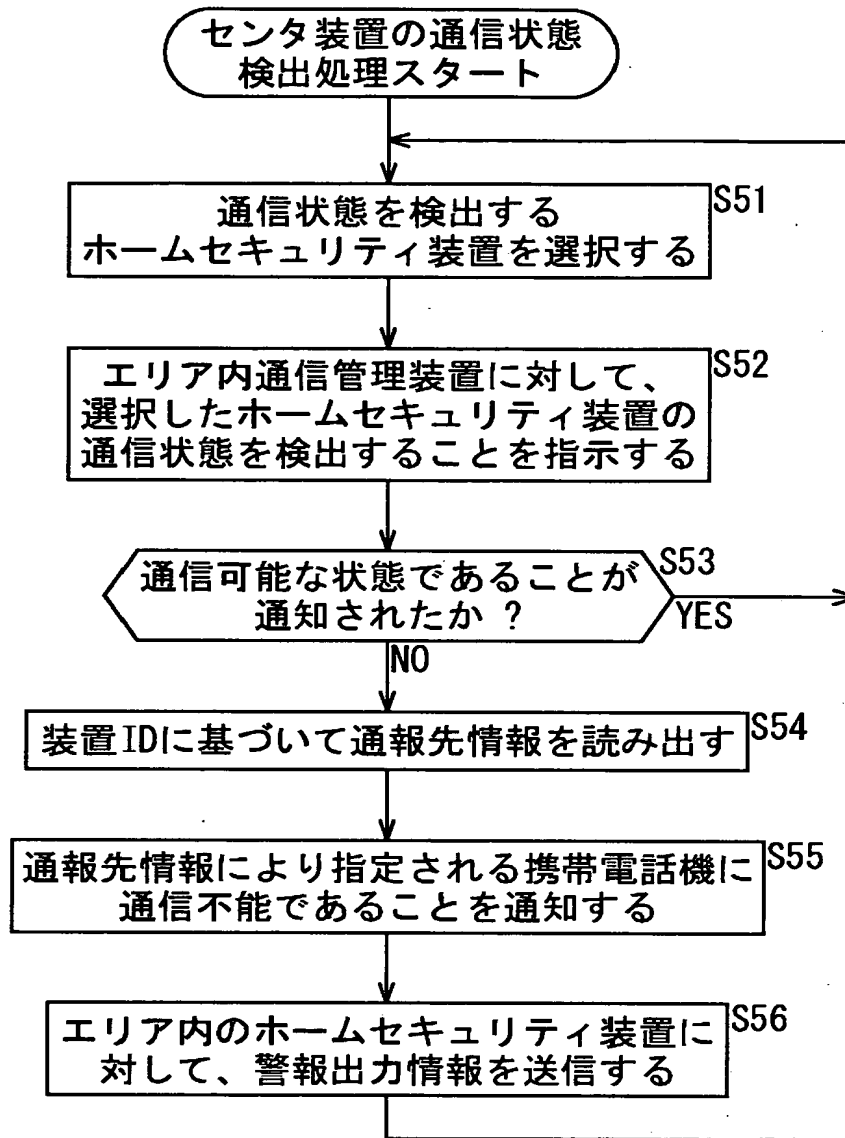 センタ装置の通信状態
検出処理スタート
通信状態を検出する
ホームセキュリティ装置を選択する
S51
エリア内通信管理装置に対して、
選択したホームセキュリティ装置の
通信状態を検出することを指示する
S52
通信可能な状態であることが
通知されたか ?
S53
YES
NO
装置IDに基づいて通報先情報を読み出す
S54
通報先情報により指定される携帯電話機に
通信不能であることを通知する
S55
エリア内のホームセキュリティ装置に
対して、警報出力情報を送信する
S56